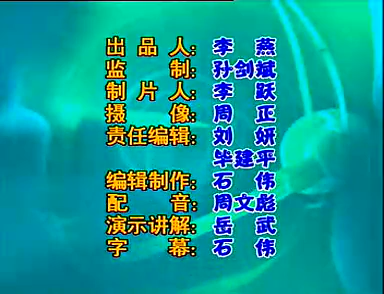 出品人：李燕
监制：孙剑斌
制片人：李跃
摄像：周正
责任编辑：刘妍
毕建平
编辑制作：石伟
配音：周文彪
演示讲解：岳武
字幕：石伟